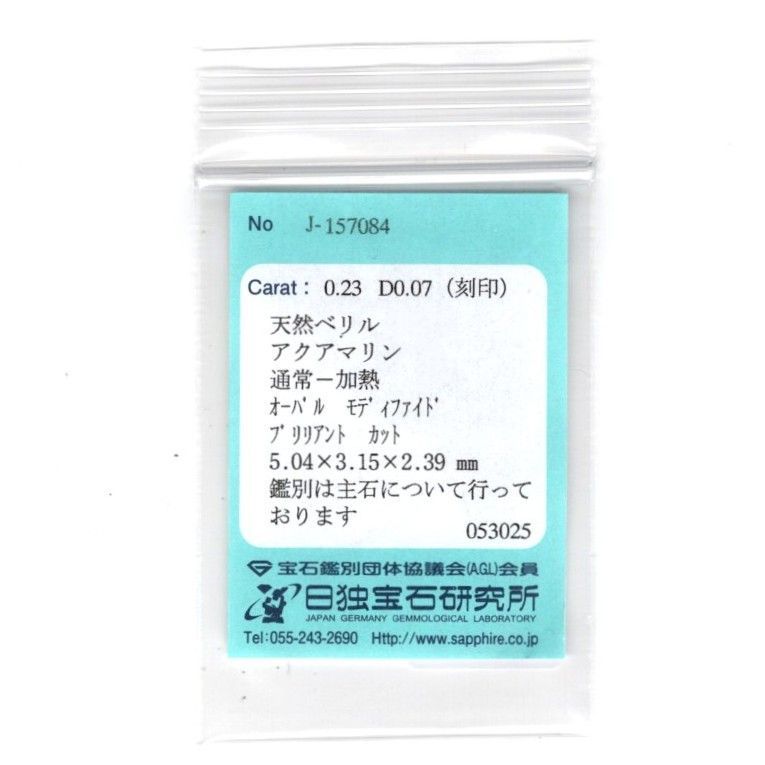 No J-157084
Carat: 0.23 D0.07 (刻印)
天然ベリル
アクアマリン
通常－加熱
ｵｰﾊﾞﾙ ﾓﾃﾞｨﾌｧｲﾄﾞ
ﾌﾞﾘﾘｱﾝﾄ ｶｯﾄ
5.04×3.15×2.39 mm
鑑別は主石について行って
おります
053025
宝石鑑別団体協議会(AGL)会員
日独宝石研究所
JAPAN GERMANY GEMMOLOGICAL LABORATORY
Tel:055-243-2690 Http://www.sapphire.co.jp